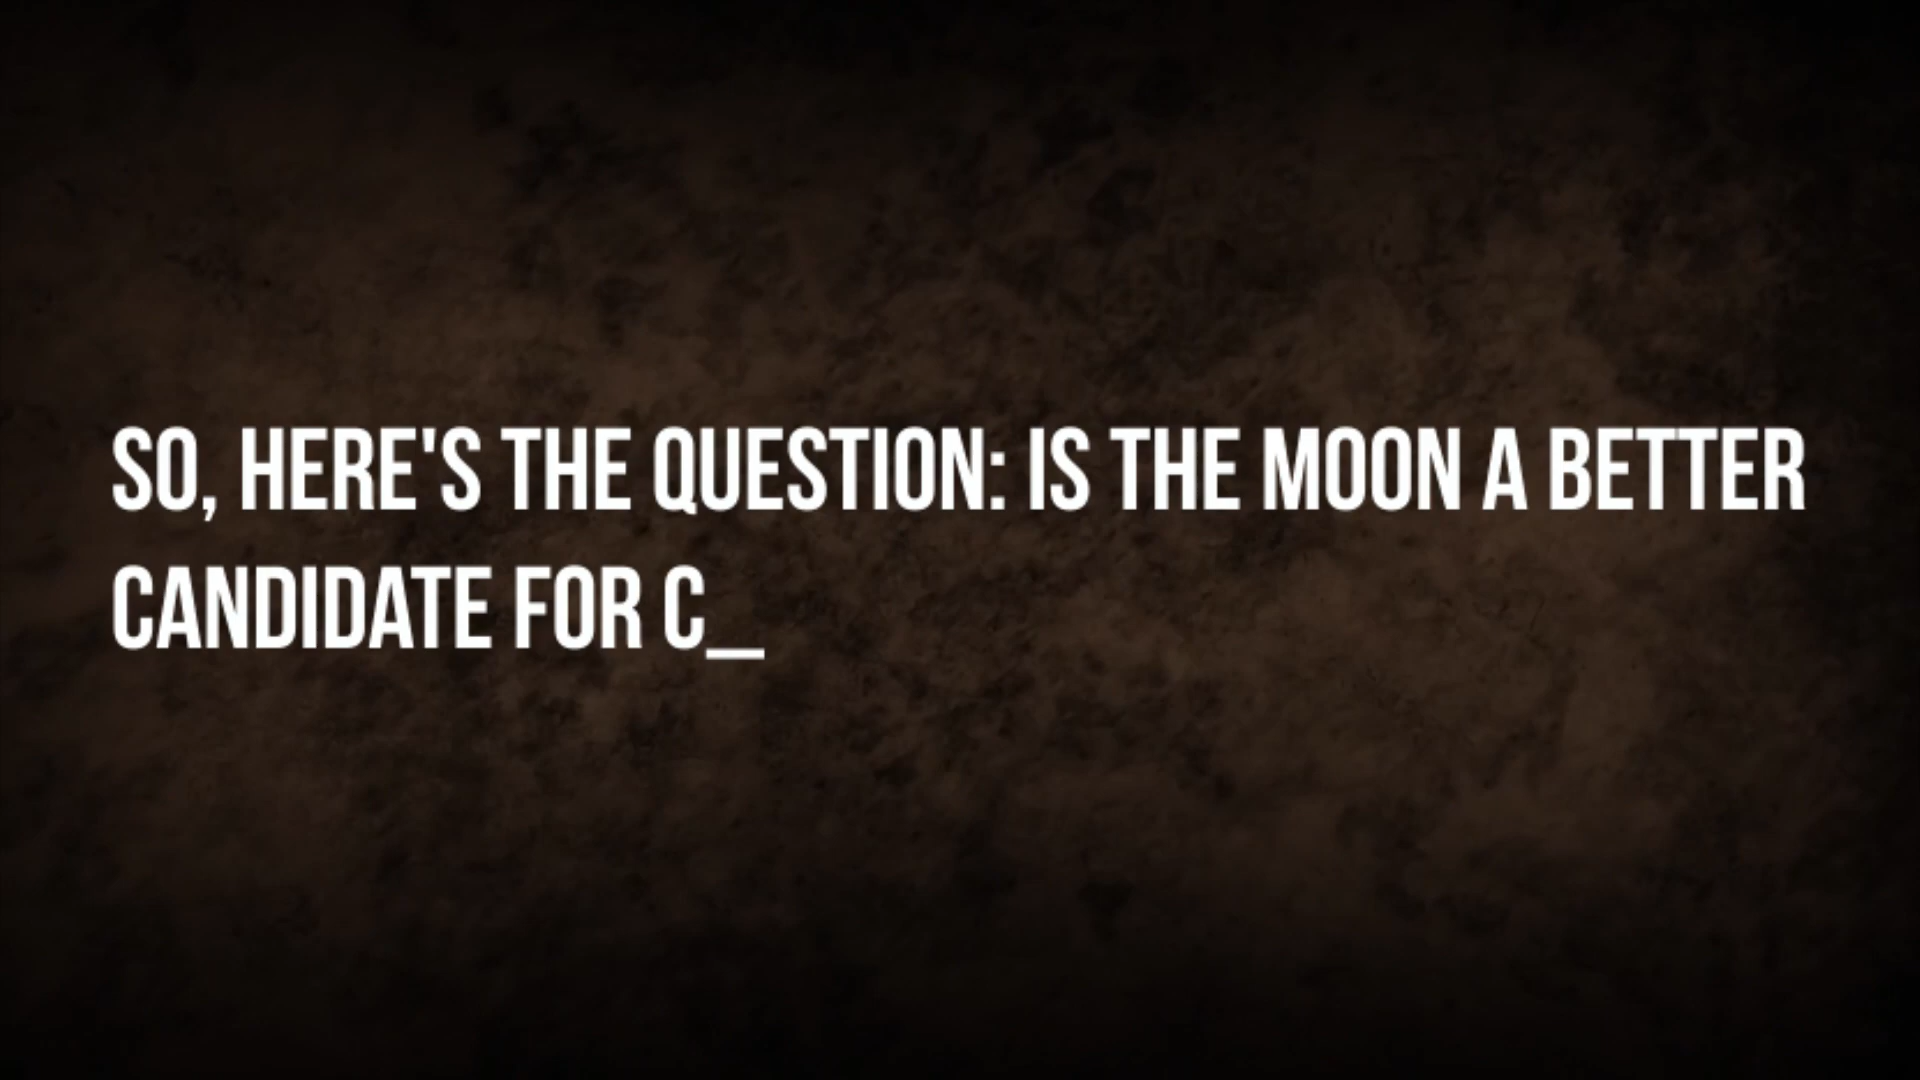 SO, HERE'S THE QUESTION: IS THE MOON A BETTER
CANDIDATE FOR C_